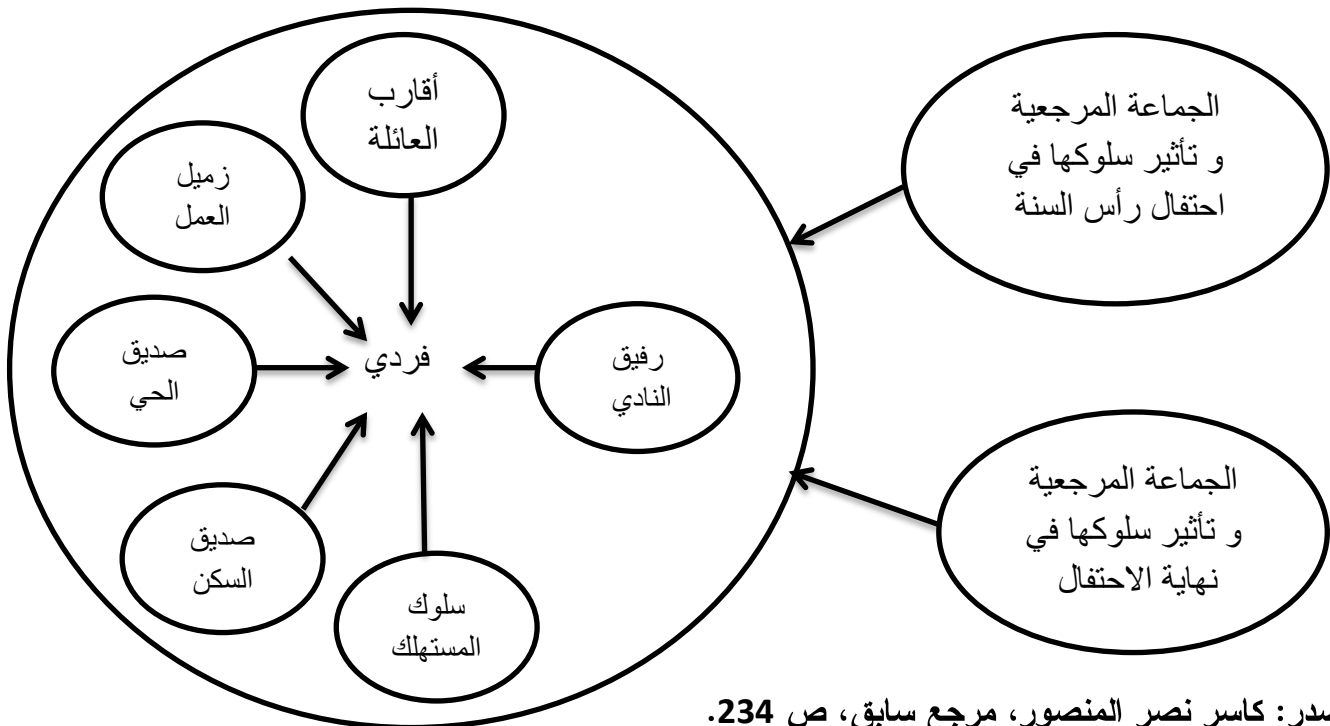 أقارب
العائلة
زميل
العمل
صديق
الحي
صديق
السكن
سلوك
المستهلك
رفيق
النادي
فردي
الجماعة المرجعية
و تأثير سلوكها في
احتفال رأس السنة
الجماعة المرجعية
و تأثير سلوكها في
نهاية الاحتفال
صدر: كاسر نصر المنصور، مرجع سابق، ص 234.